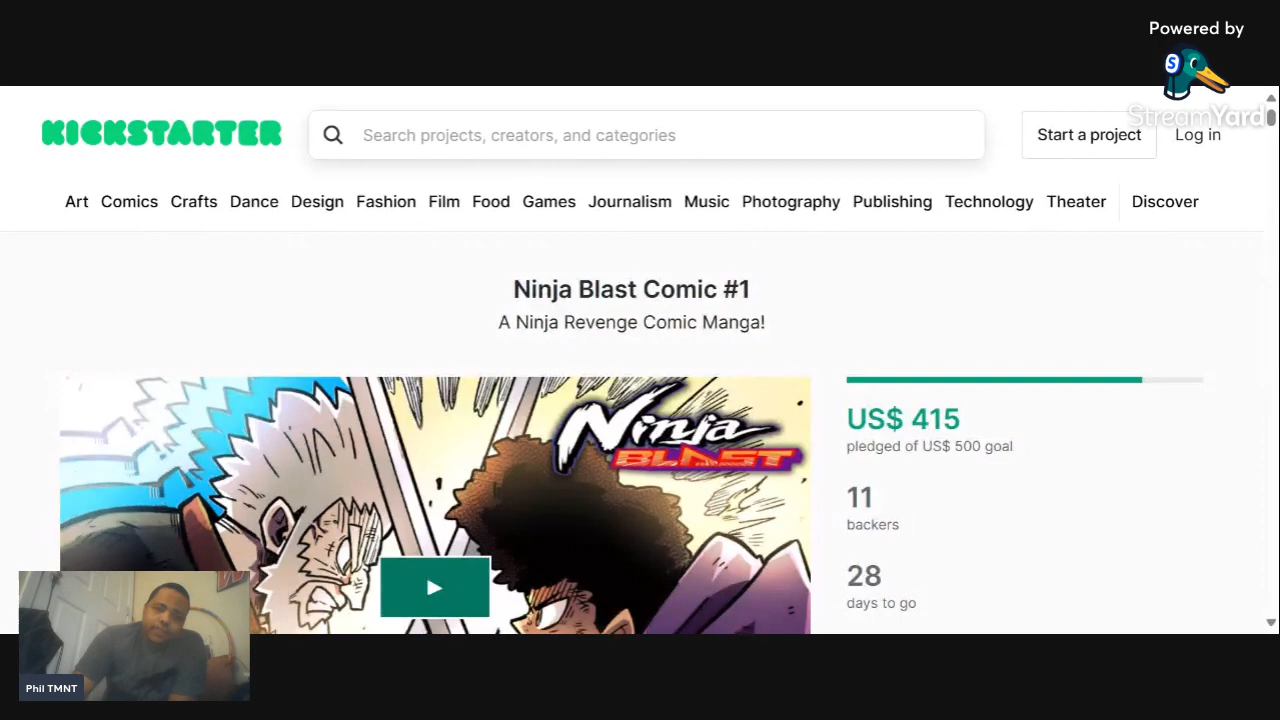 Powered by
S
StreamYard
KICKSTARTER
Search projects, creators, and categories
Start a project
Log in
Art Comics Crafts Dance Design Fashion Film Food Games Journalism Music Photography Publishing Technology Theater Discover
Ninja Blast Comic #1
A Ninja Revenge Comic Manga!
Ninja
BLAST
US$ 415
pledged of US$ 500 goal
11
backers
28
days to go
Phil TMNT